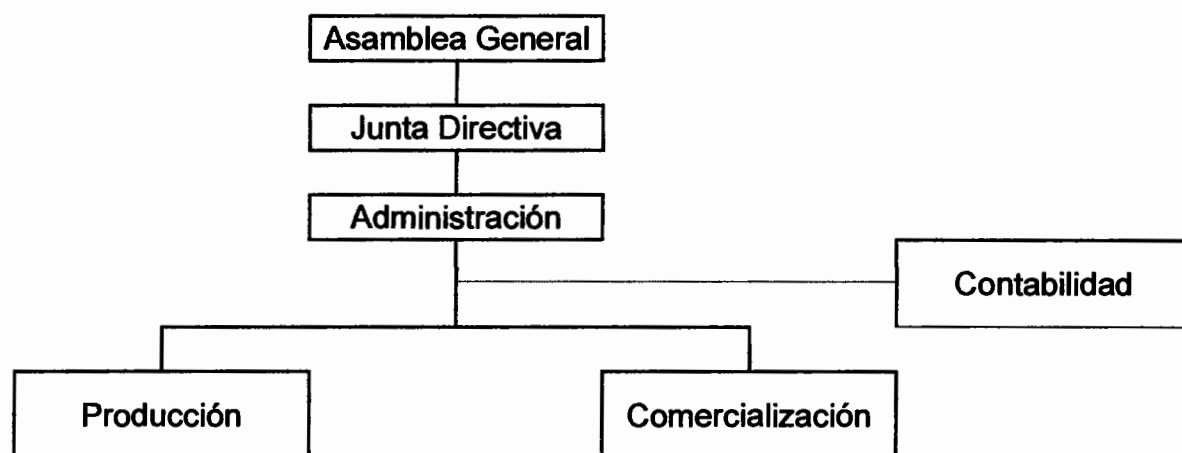 Asamblea General
Junta Directiva
Administración
Contabilidad
Producción
Comercialización